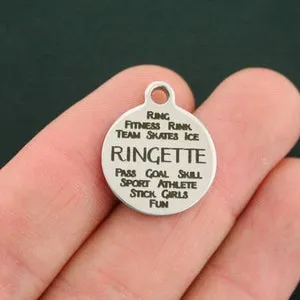 RING
FITNESS RINK
TEAM SKATES ICE
RINGETTE
PASS GOAL SKILL
SPORT ATHLETE
STICK GIRLS
FUN